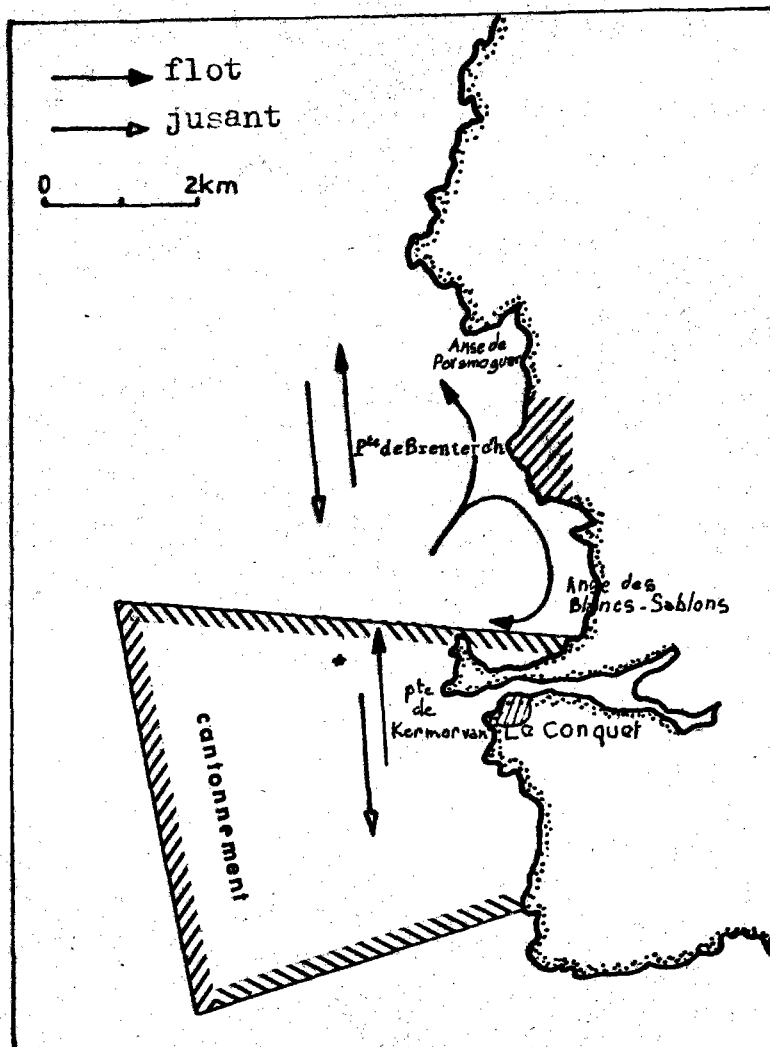 flot
jusant
0 2km
Anse de
Porsmoguer
Pte de Brenterc'h
Anse des
Blancs-Sablons
pte
de
Kermorvan
Le Conquet
cantonnement